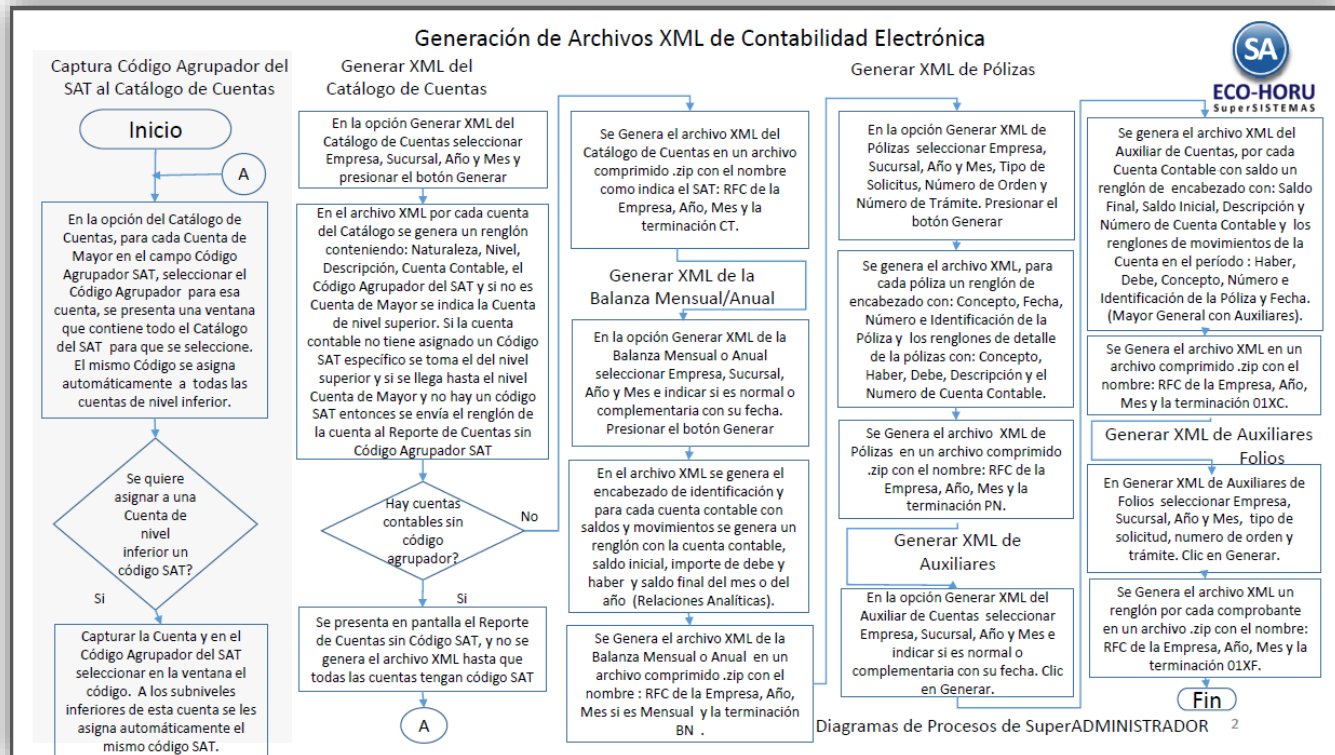 Generación de Archivos XML de Contabilidad Electrónica
SA
ECO-HORU
SuperSISTEMAS
Captura Código Agrupador del
SAT al Catálogo de Cuentas
Inicio
A
En la opción del Catálogo de
Cuentas, para cada Cuenta de
Mayor en el campo Código
Agrupador SAT, seleccionar el
Código Agrupador para esa
cuenta, se presenta una ventana
que contiene todo el Catálogo
del SAT para que se seleccione.
El mismo Código se asigna
automáticamente a todas las
cuentas de nivel inferior.
Se quiere
asignar a una
Cuenta de
nivel
inferior un
código SAT?
Si
Capturar la Cuenta y en el
Código Agrupador del SAT
seleccionar en la ventana el
código. A los subniveles
inferiores de esta cuenta se les
asigna automáticamente el
mismo código SAT.
Generar XML del
Catálogo de Cuentas
En la opción Generar XML del
Catálogo de Cuentas seleccionar
Empresa, Sucursal, Año y Mes y
presionar el botón Generar
En el archivo XML por cada cuenta
del Catálogo se genera un renglón
conteniendo: Naturaleza, Nivel,
Descripción, Cuenta Contable, el
Código Agrupador del SAT y si no es
Cuenta de Mayor se indica la Cuenta
de nivel superior. Si la cuenta
contable no tiene asignado un Código
SAT específico se toma el del nivel
superior y si se llega hasta el nivel
Cuenta de Mayor y no hay un código
SAT entonces se envía el renglón de
la cuenta al Reporte de Cuentas sin
Código Agrupador SAT
Hay cuentas
contables sin
código
agrupador?
No
Si
Se presenta en pantalla el Reporte
de Cuentas sin Código SAT, y no se
genera el archivo XML hasta que
todas las cuentas tengan código SAT
A
Se Genera el archivo XML del
Catálogo de Cuentas en un archivo
comprimido .zip con el nombre
como indica el SAT: RFC de la
Empresa, Año, Mes y la
terminación CT.
Generar XML de la
Balanza Mensual/Anual
En la opción Generar XML de la
Balanza Mensual o Anual
seleccionar Empresa, Sucursal,
Año y Mes e indicar si es normal o
complementaria con su fecha.
Presionar el botón Generar
En el archivo XML se genera el
encabezado de identificación y
para cada cuenta contable con
saldos y movimientos se genera un
renglón con la cuenta contable,
saldo inicial, importe de debe y
haber y saldo final del mes o del
año (Relaciones Analíticas).
Se Genera el archivo XML de la
Balanza Mensual o Anual en un
archivo comprimido .zip con el
nombre : RFC de la Empresa, Año,
Mes si es Mensual y la terminación
BN .
Generar XML de Pólizas
En la opción Generar XML de
Pólizas seleccionar Empresa,
Sucursal, Año y Mes, Tipo de
Solicitus, Número de Orden y
Número de Trámite. Presionar el
botón Generar
Se genera el archivo XML, para
cada póliza un renglón de
encabezado con: Concepto, Fecha,
Número e Identificación de la
Póliza y los renglones de detalle
de la pólizas con: Concepto,
Haber, Debe, Descripción y el
Numero de Cuenta Contable.
Se Genera el archivo XML de
Pólizas en un archivo comprimido
.zip con el nombre: RFC de la
Empresa, Año, Mes y la
terminación PN.
Generar XML de
Auxiliares
En la opción Generar XML del
Auxiliar de Cuentas seleccionar
Empresa, Sucursal, Año y Mes e
indicar si es normal o
complementaria con su fecha. Clic
en Generar.
Se genera el archivo XML del
Auxiliar de Cuentas, por cada
Cuenta Contable con saldo un
renglón de encabezado con: Saldo
Final, Saldo Inicial, Descripción y
Número de Cuenta Contable y los
renglones de movimientos de la
Cuenta en el período : Haber,
Debe, Concepto, Número e
Identificación de la Póliza y Fecha.
(Mayor General con Auxiliares).
Se Genera el archivo XML en un
archivo comprimido .zip con el
nombre: RFC de la Empresa, Año,
Mes y la terminación 01XC.
Generar XML de Auxiliares
Folios
En Generar XML de Auxiliares de
Folios seleccionar Empresa,
Sucursal, Año y Mes, tipo de
solicitud, numero de orden y
trámite. Clic en Generar.
Se Genera el archivo XML un
renglón por cada comprobante
en un archivo .zip con el nombre:
RFC de la Empresa, Año, Mes y la
terminación 01XF.
Fin
Diagramas de Procesos de SuperADMINISTRADOR 2